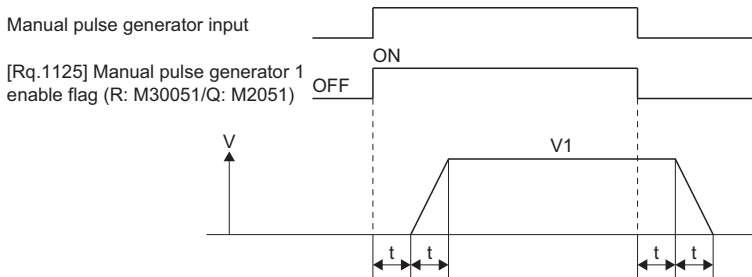 Manual pulse generator input
ON
[Rq.1125] Manual pulse generator 1
enable flag (R: M30051/Q: M2051)
OFF
V
V1
t
t
t
t